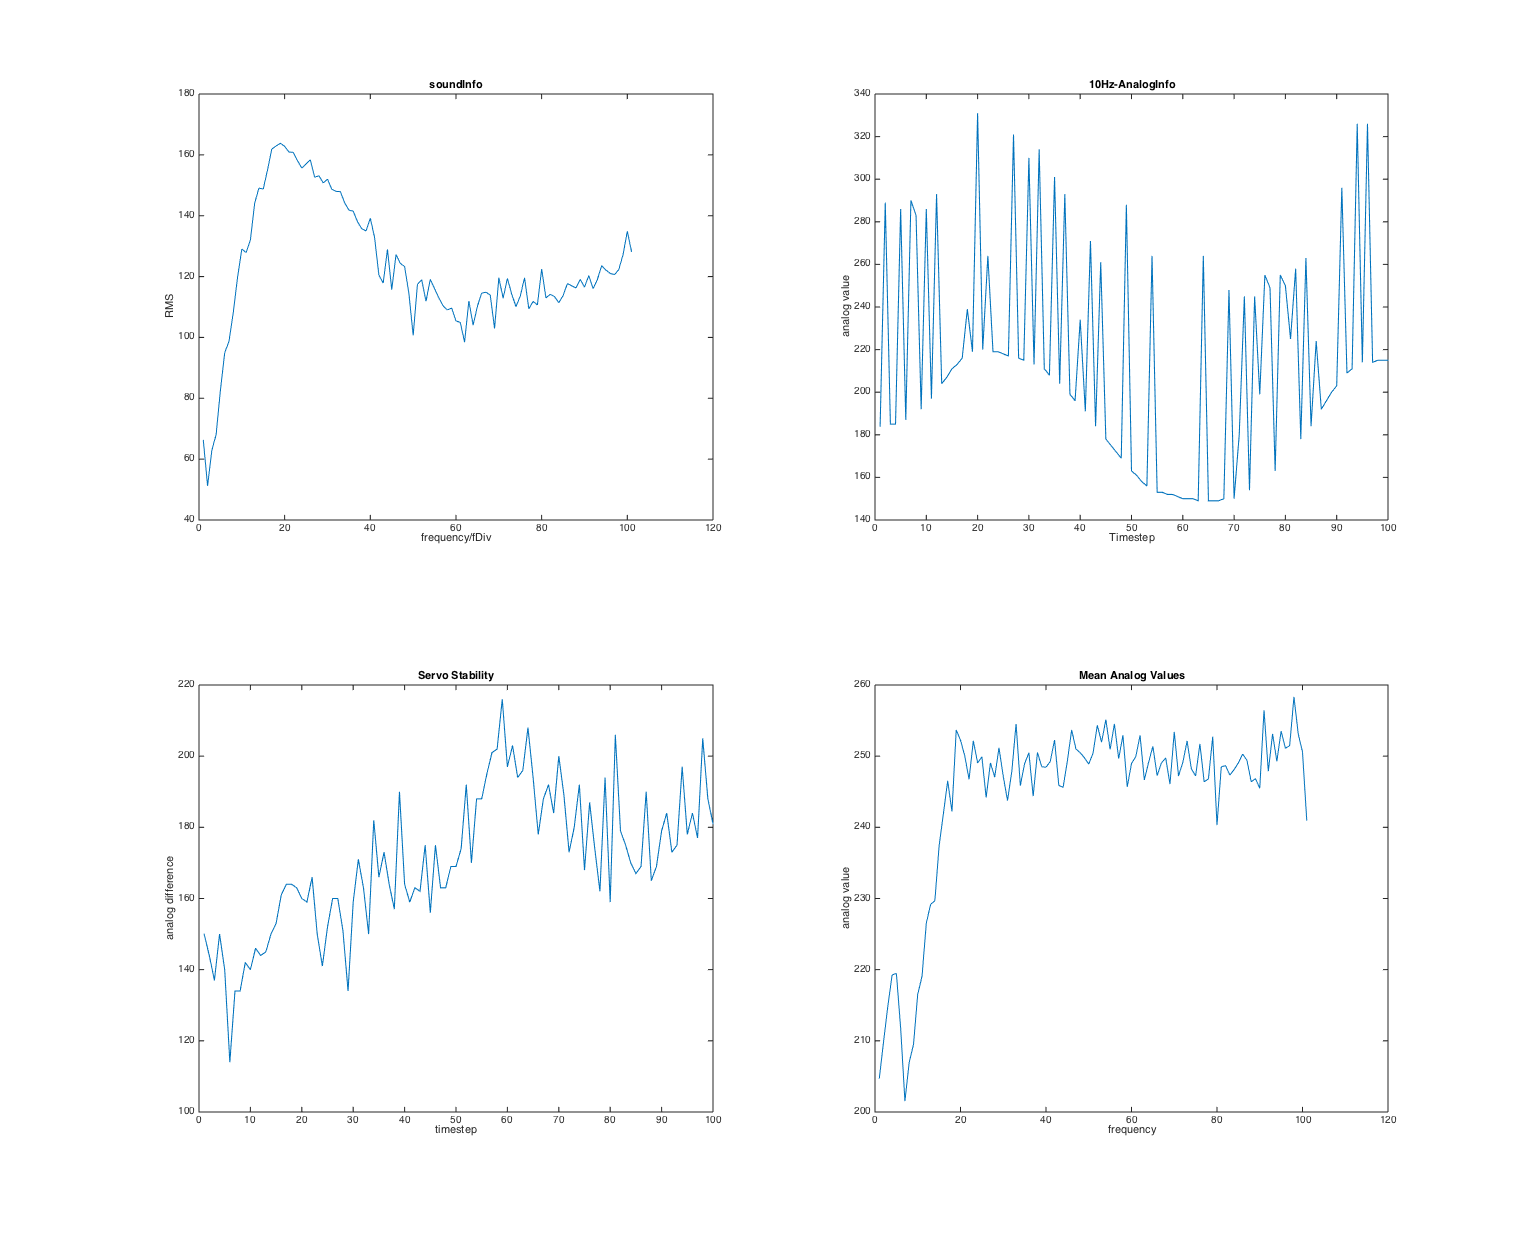 soundInfo
180
160
140
120
100
80
60
40
RMS
0 20 40 60 80 100 120
frequency/fDiv
10Hz-AnalogInfo
340
320
300
280
260
240
220
200
180
160
140
analog value
0 10 20 30 40 50 60 70 80 90 100
Timestep
Servo Stability
220
200
180
160
140
120
100
analog difference
0 10 20 30 40 50 60 70 80 90 100
timestep
Mean Analog Values
260
250
240
230
220
210
200
analog value
0 20 40 60 80 100 120
frequency